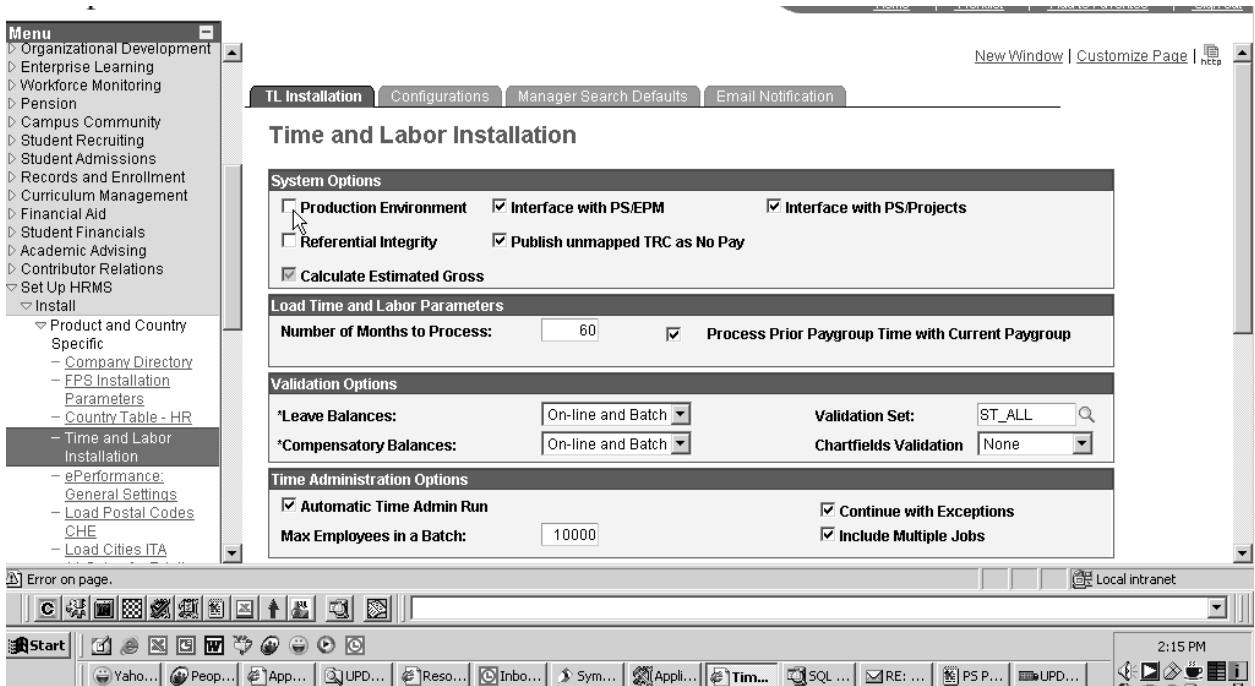 Menu
Organizational Development
Enterprise Learning
Workforce Monitoring
Pension
Campus Community
Student Recruiting
Student Admissions
Records and Enrollment
Curriculum Management
Financial Aid
Student Financials
Academic Advising
Contributor Relations
Set Up HRMS
Install
Product and Country
Specific
Company Directory
FPS Installation
Parameters
Country Table - HR
Time and Labor
Installation
ePerformance:
General Settings
Load Postal Codes
CHE
Load Cities ITA
New Window | Customize Page | http
TL Installation Configurations Manager Search Defaults Email Notification
Time and Labor Installation
System Options
Production Environment Interface with PS/EPM Interface with PS/Projects
Referential Integrity Publish unmapped TRC as No Pay
Calculate Estimated Gross
Load Time and Labor Parameters
Number of Months to Process: 60 Process Prior Paygroup Time with Current Paygroup
Validation Options
*Leave Balances: On-line and Batch Validation Set: ST_ALL
*Compensatory Balances: On-line and Batch Chartfields Validation None
Time Administration Options
Automatic Time Admin Run Continue with Exceptions
Max Employees in a Batch: 10000 Include Multiple Jobs
Error on page. Local intranet
Start 2:15 PM
Yaho... Peop... App... UPD... Reso... Inbo... Sym... Appli... Tim... SQL ... RE: ... PS P... UPD...